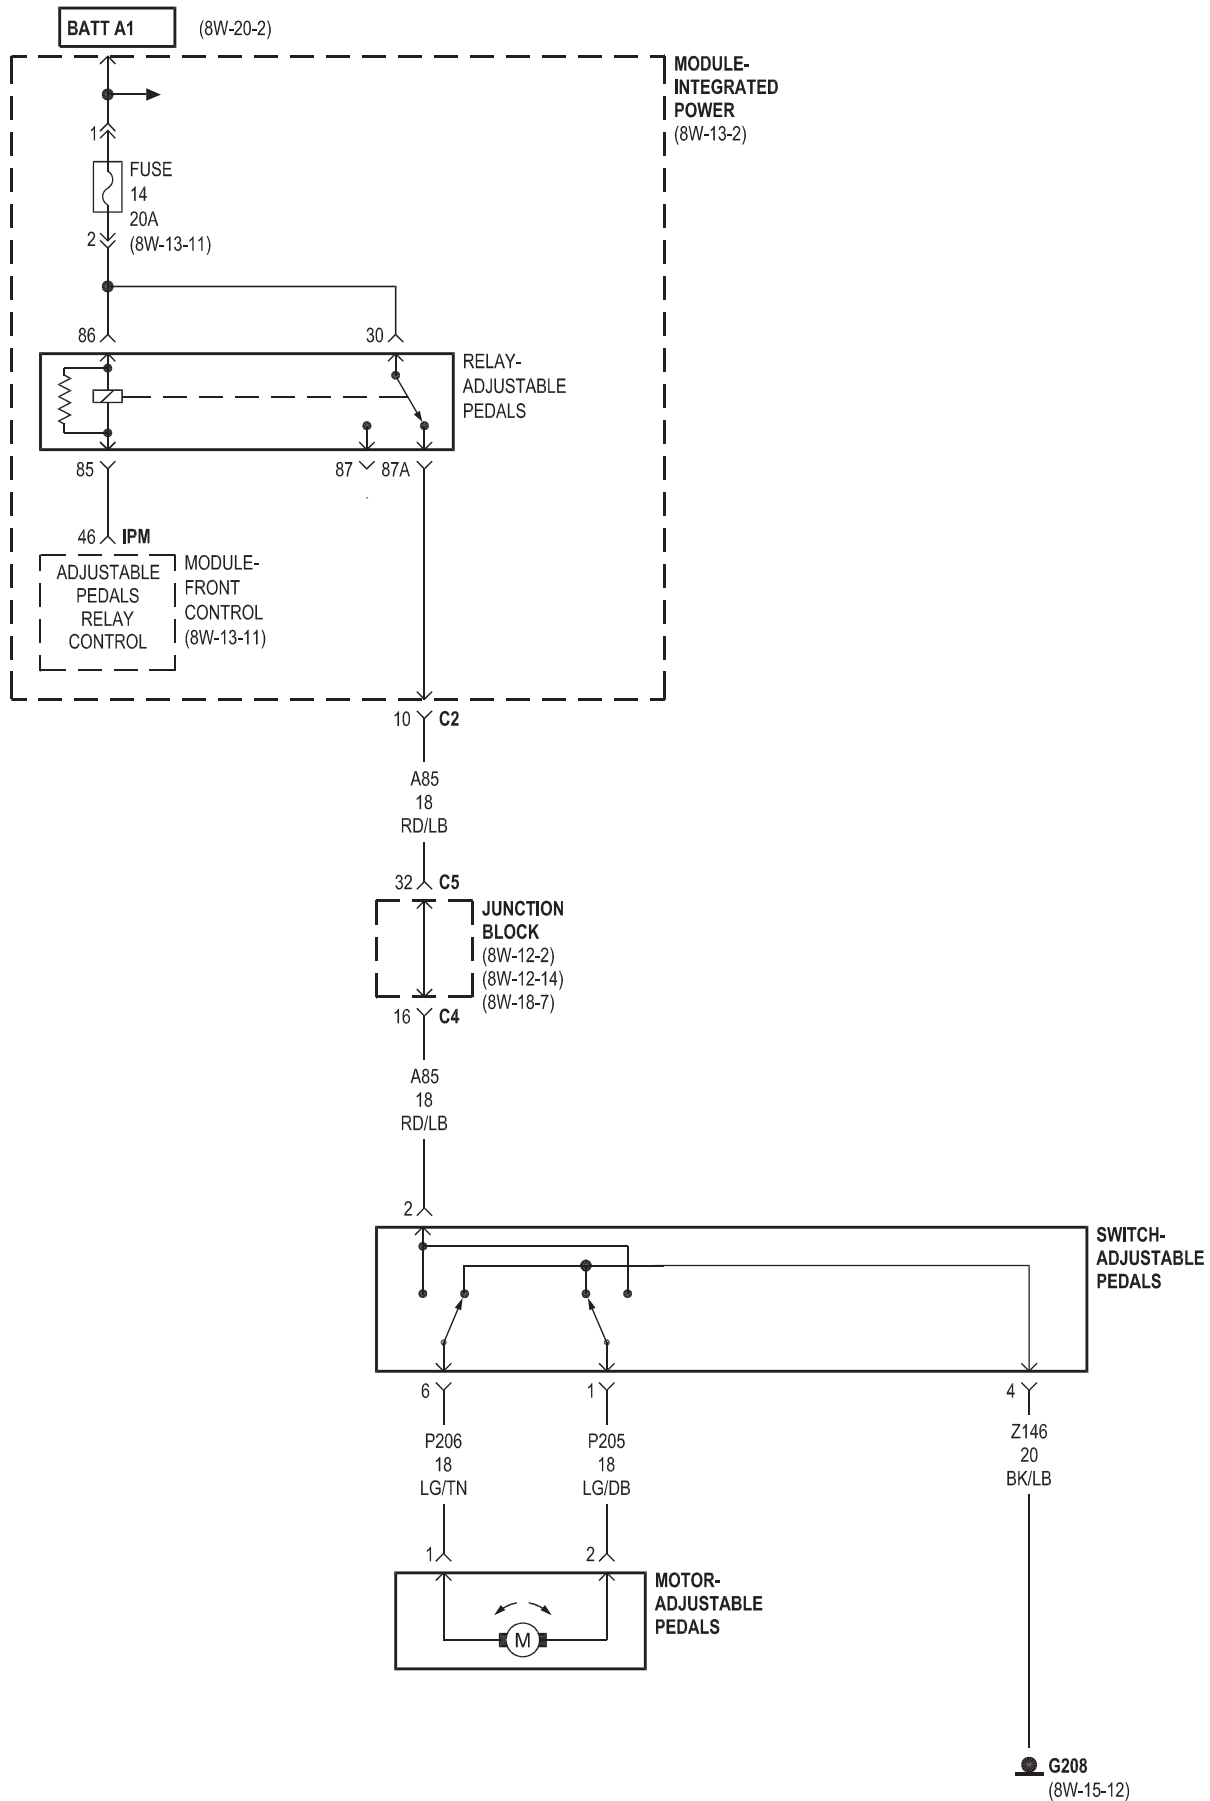 BATT A1 (8W-20-2)
MODULE-
INTEGRATED
POWER
(8W-13-2)
1
FUSE
14
20A
(8W-13-11)
2
86
30
RELAY-
ADJUSTABLE
PEDALS
85
87
87A
46 IPM
ADJUSTABLE
PEDALS
RELAY
CONTROL
MODULE-
FRONT
CONTROL
(8W-13-11)
10 C2
A85
18
RD/LB
32 C5
JUNCTION
BLOCK
(8W-12-2)
(8W-12-14)
(8W-18-7)
16 C4
A85
18
RD/LB
2
SWITCH-
ADJUSTABLE
PEDALS
6
1
4
P206
18
LG/TN
P205
18
LG/DB
Z146
20
BK/LB
1
2
MOTOR-
ADJUSTABLE
PEDALS
M
G208
(8W-15-12)